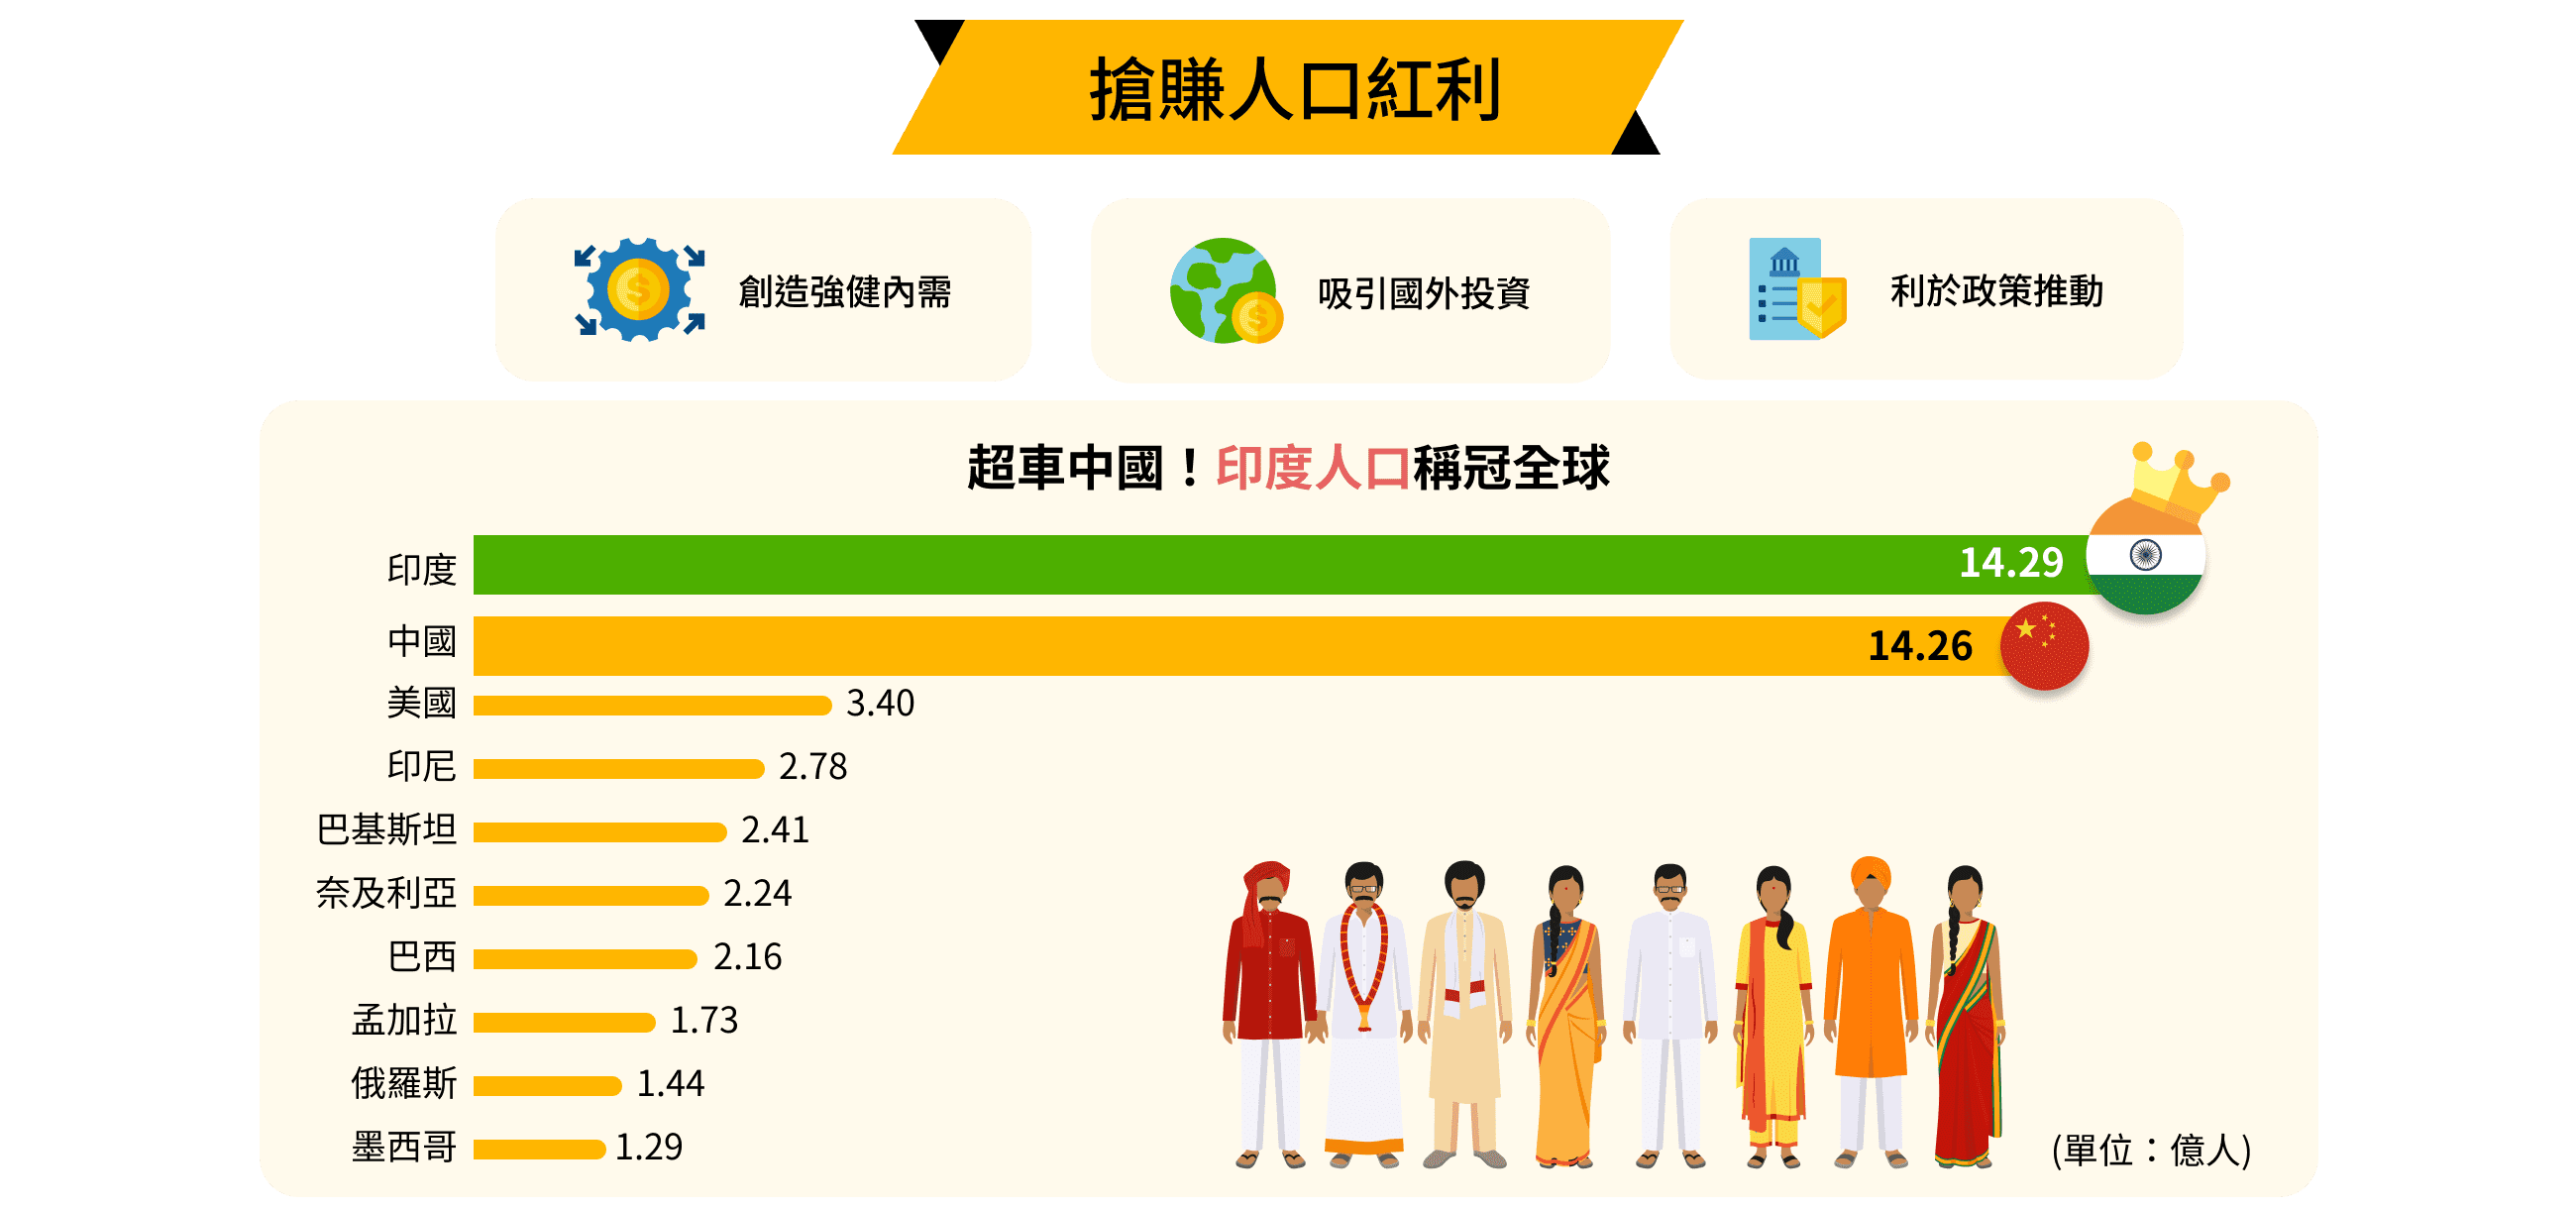 搶賺人口紅利
創造強健內需
吸引國外投資
利於政策推動
超車中國！印度人口稱冠全球
印度 14.29
中國 14.26
美國 3.40
印尼 2.78
巴基斯坦 2.41
奈及利亞 2.24
巴西 2.16
孟加拉 1.73
俄羅斯 1.44
墨西哥 1.29
(單位：億人)